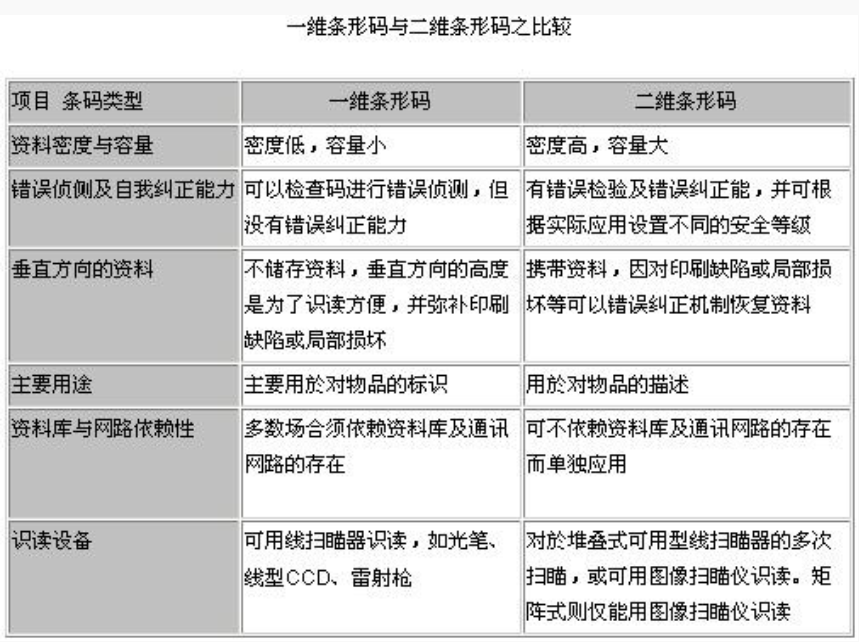 一维条形码与二维条形码之比较
项目 条码类型 一维条形码 二维条形码
资料密度与容量 密度低，容量小 密度高，容量大
错误侦侧及自我纠正能力 可以检查码进行错误侦测，但 有错误检验及错误纠正能，并可根
没有错误纠正能力 据实际应用设置不同的安全等级
垂直方向的资料 不储存资料，垂直方向的高度 携带资料，因对印刷缺陷或局部损
是为了识读方便，并弥补印刷 坏等可以错误纠正机制恢复资料
缺陷或局部损坏
主要用途 主要用於对物品的标识 用於对物品的描述
资料库与网路依赖性 多数场合须依赖资料库及通讯 可不依赖资料库及通讯网路的存在
网路的存在 而单独应用
识读设备 可用线扫瞄器识读，如光笔、 对於堆叠式可用型线扫瞄器的多次
线型CCD、雷射枪 扫瞄，或可用图像扫瞄仪识读。矩
阵式则仅能用图像扫瞄仪识读